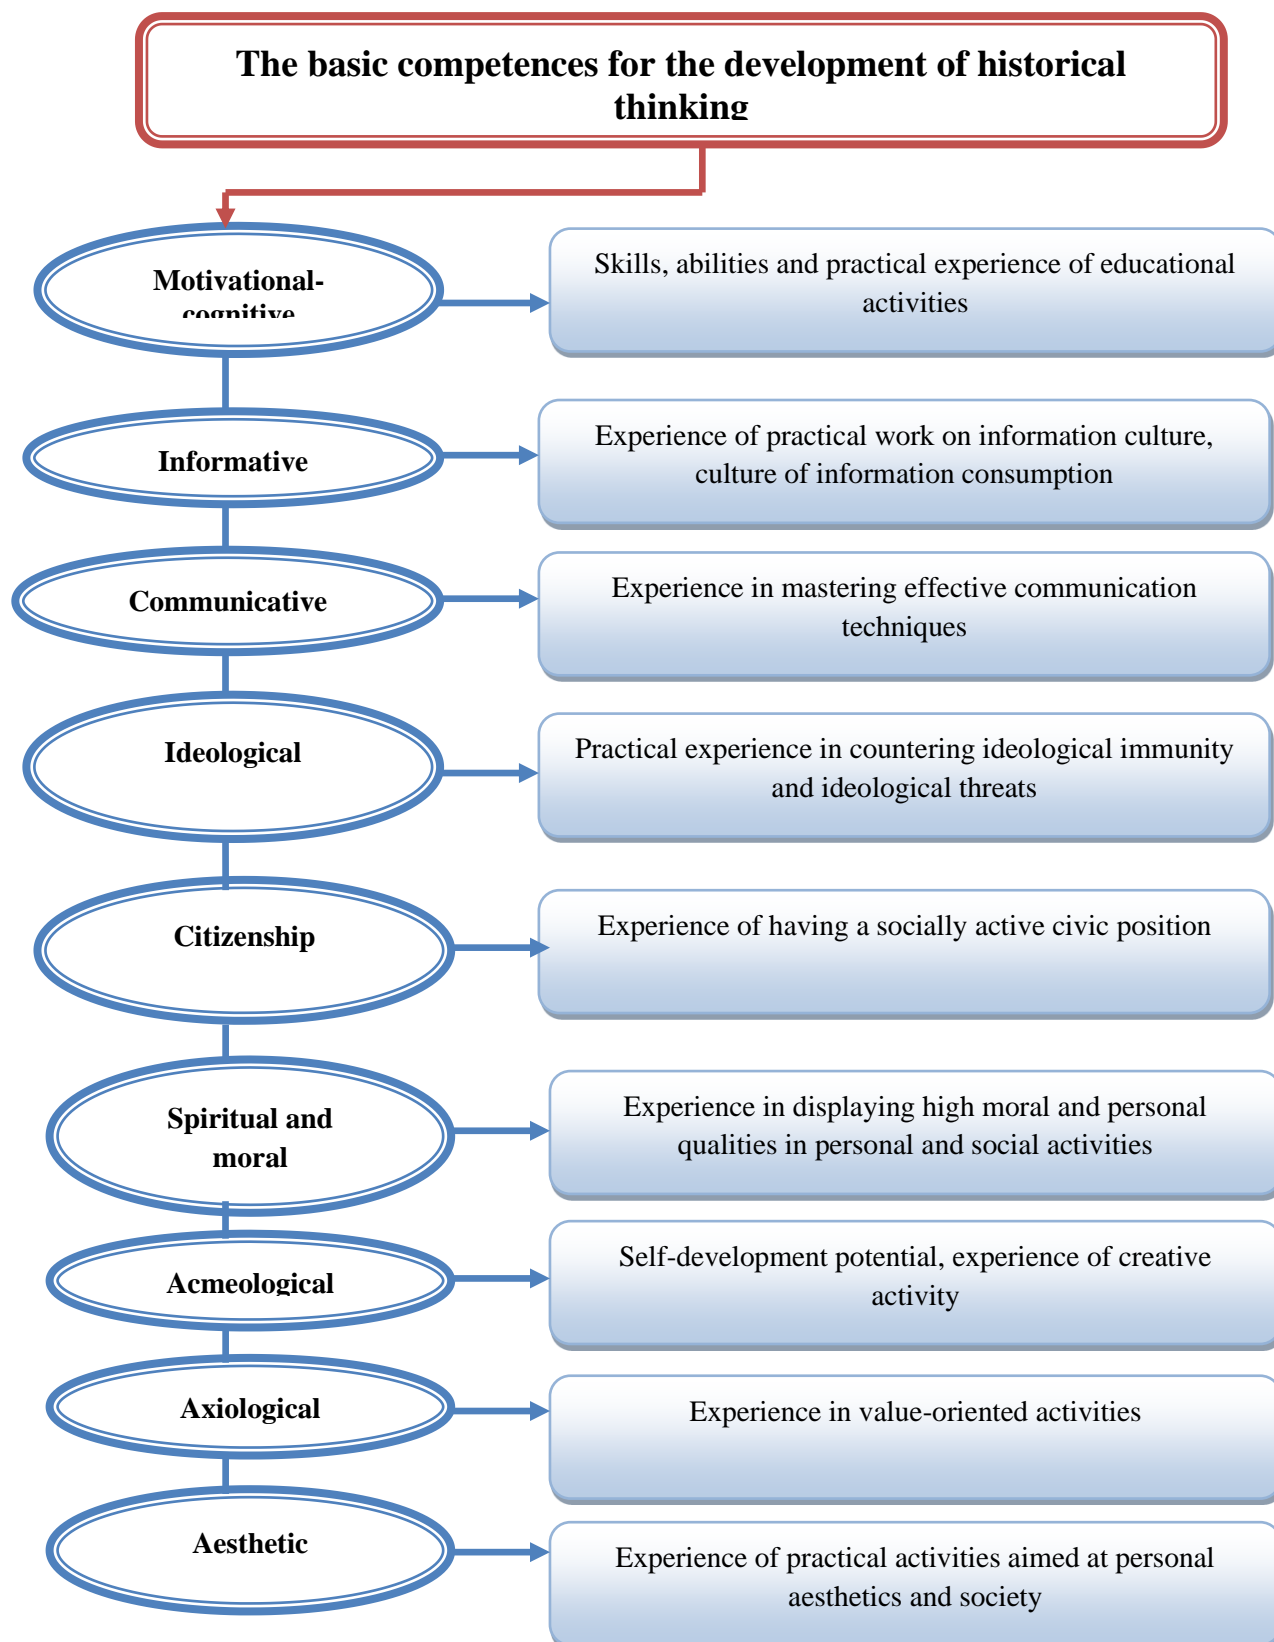 The basic competences for the development of historical
thinking
Motivational-
cognitive
Skills, abilities and practical experience of educational
activities
Informative
Experience of practical work on information culture,
culture of information consumption
Communicative
Experience in mastering effective communication
techniques
Ideological
Practical experience in countering ideological immunity
and ideological threats
Citizenship
Experience of having a socially active civic position
Spiritual and
moral
Experience in displaying high moral and personal
qualities in personal and social activities
Acmeological
Self-development potential, experience of creative
activity
Axiological
Experience in value-oriented activities
Aesthetic
Experience of practical activities aimed at personal
aesthetics and society